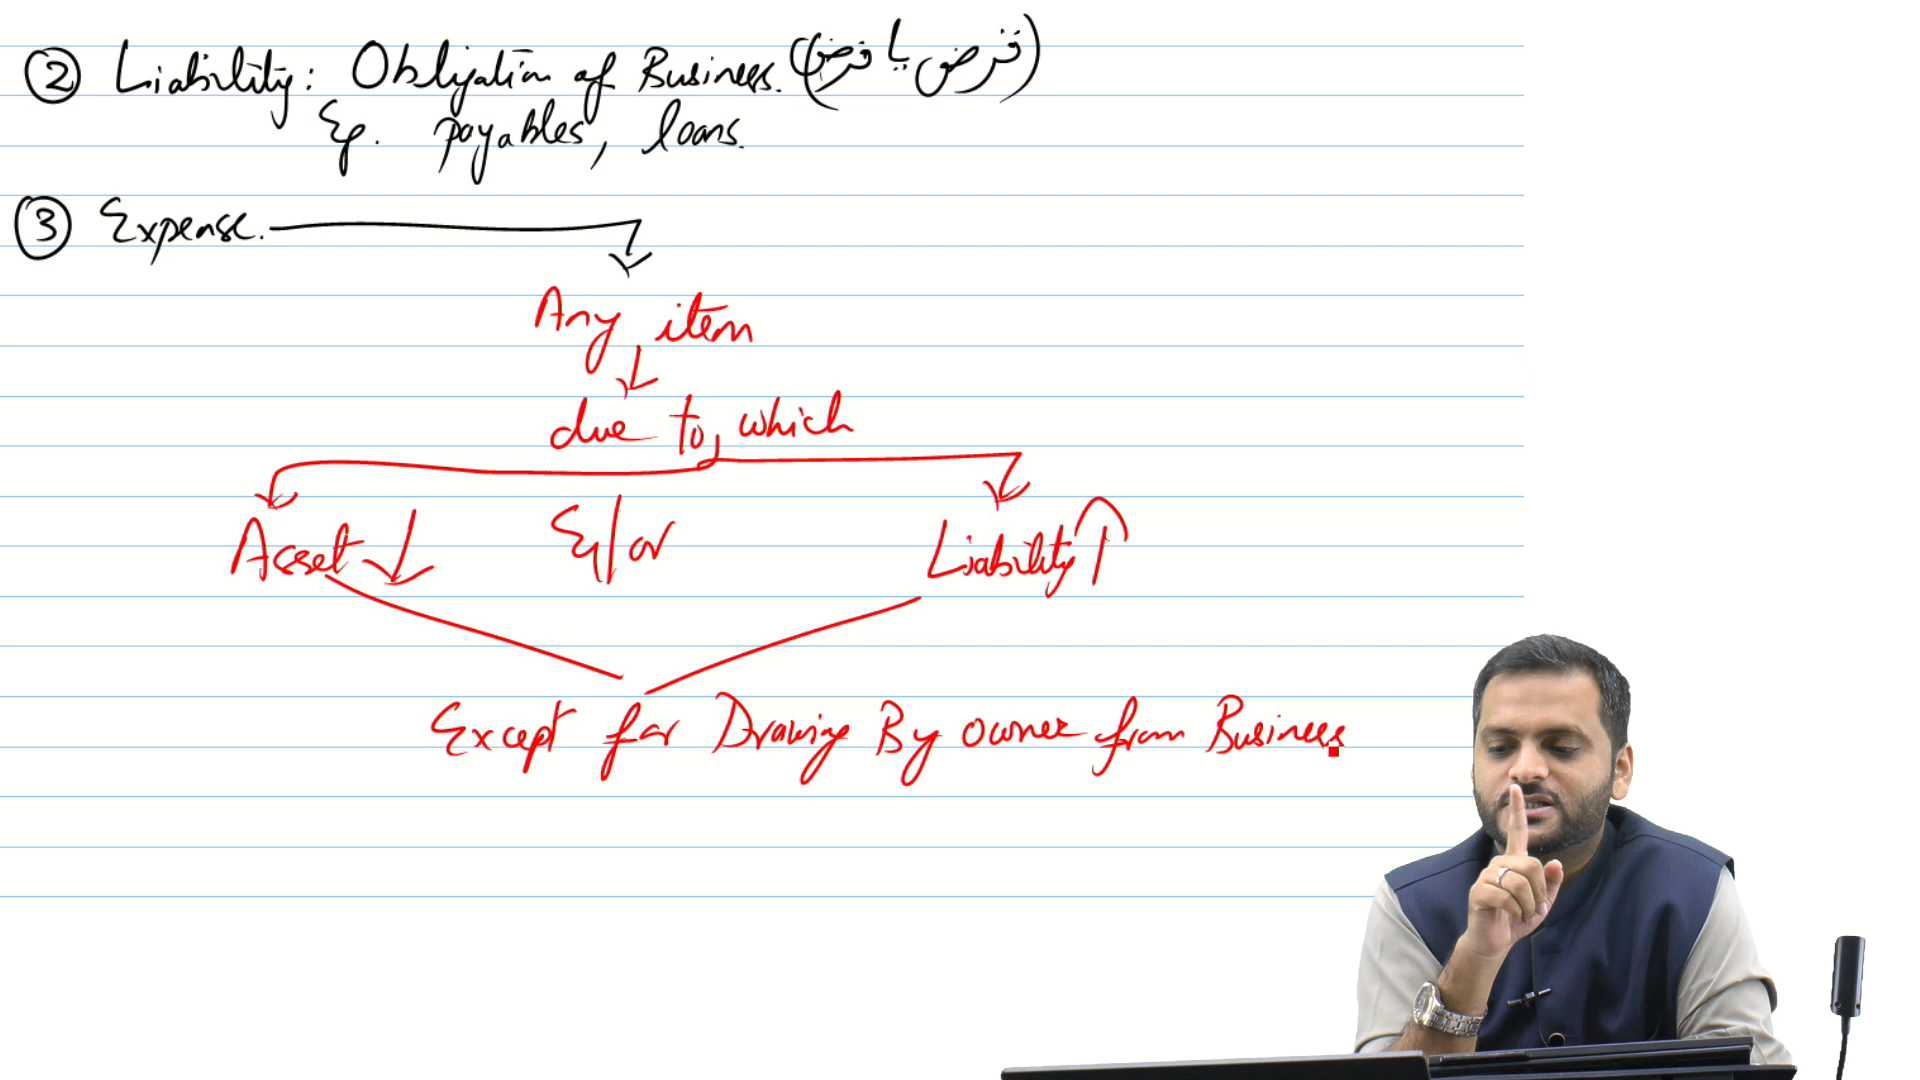 ② Liability: Obligation of Business. (قرض یا فرض)
Eg. payables, loans.
③ Expense.
Any item
due to, which
Asset ↓ &/or Liability ↑
Except for Drawing By owner from Business